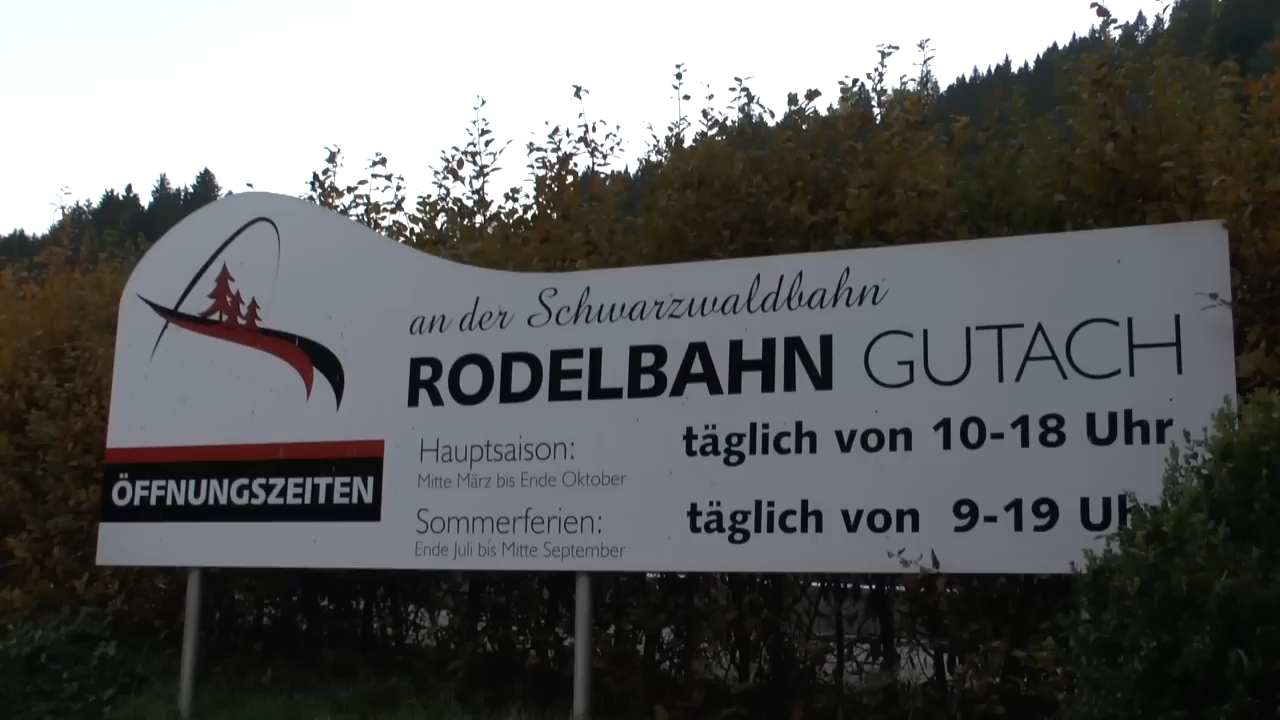 an der Schwarzwaldbahn
RODELBAHN GUTACH
ÖFFNUNGSZEITEN
Hauptsaison: täglich von 10-18 Uhr
Mitte März bis Ende Oktober
Sommerferien: täglich von 9-19 Uhr
Ende Juli bis Mitte September